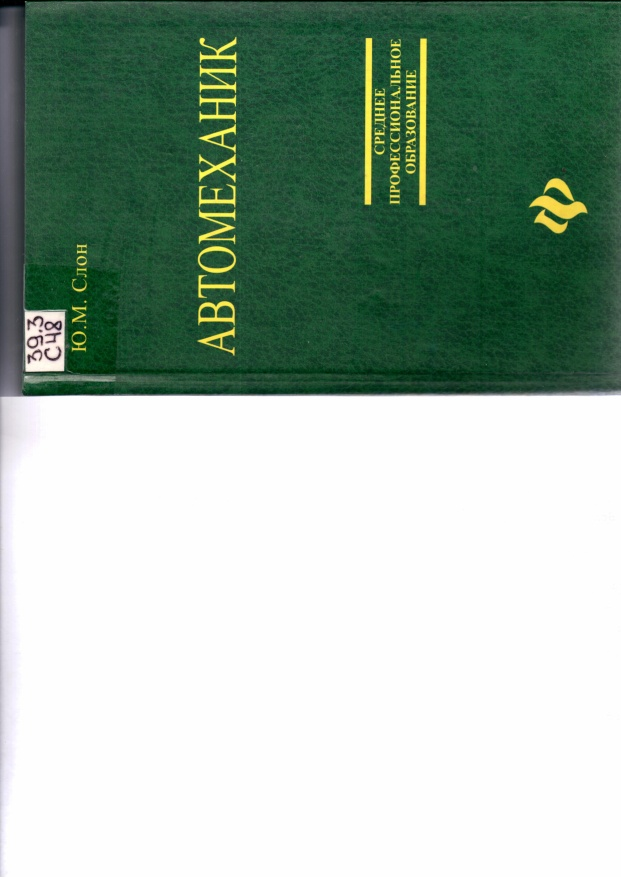 39.3
С48
Ю.М. Слон
АВТОМЕХАНИК
СРЕДНЕЕ
ПРОФЕССИОНАЛЬНОЕ
ОБРАЗОВАНИЕ